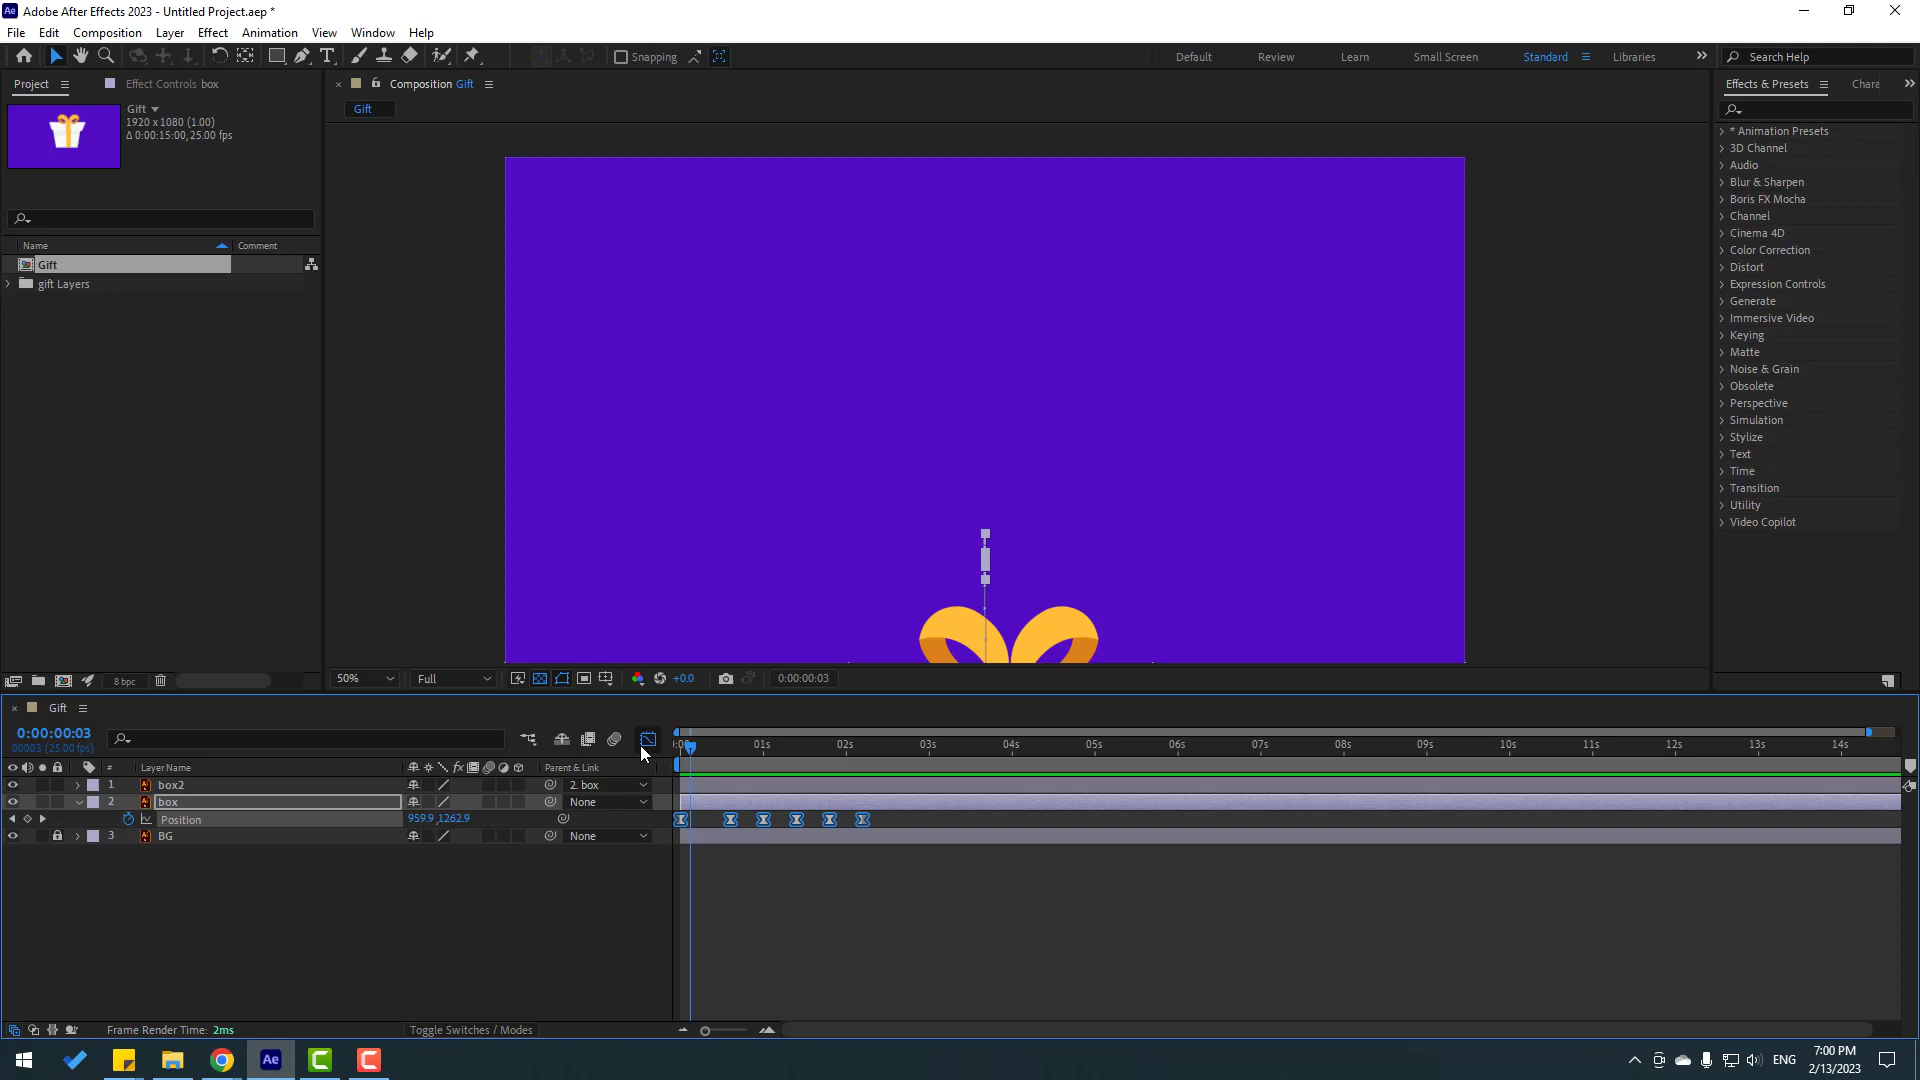 Ae Adobe After Effects 2023 - Untitled Project.aep *
File Edit Composition Layer Effect Animation View Window Help
Snapping Default Review Learn Small Screen Standard Libraries Search Help
Project Effect Controls box
Composition Gift
Effects & Presets Chara
Gift
1920 x 1080 (1.00)
Δ 0:00:15:00, 25.00 fps
Gift
Name Comment
Gift
gift Layers
* Animation Presets
3D Channel
Audio
Blur & Sharpen
Boris FX Mocha
Channel
Cinema 4D
Color Correction
Distort
Expression Controls
Generate
Immersive Video
Keying
Matte
Noise & Grain
Obsolete
Perspective
Simulation
Stylize
Text
Time
Transition
Utility
Video Copilot
8 bpc
50% Full +0.0 0:00:00:03
Gift
0:00:00:03
00003 (25.00 fps)
:00s 01s 02s 03s 04s 05s 06s 07s 08s 09s 10s 11s 12s 13s 14s
# Layer Name fx Parent & Link
1 box2 2. box
2 box None
Position 959.9,1262.9
3 BG None
Frame Render Time: 2ms Toggle Switches / Modes
Ae C C ENG
7:00 PM
2/13/2023